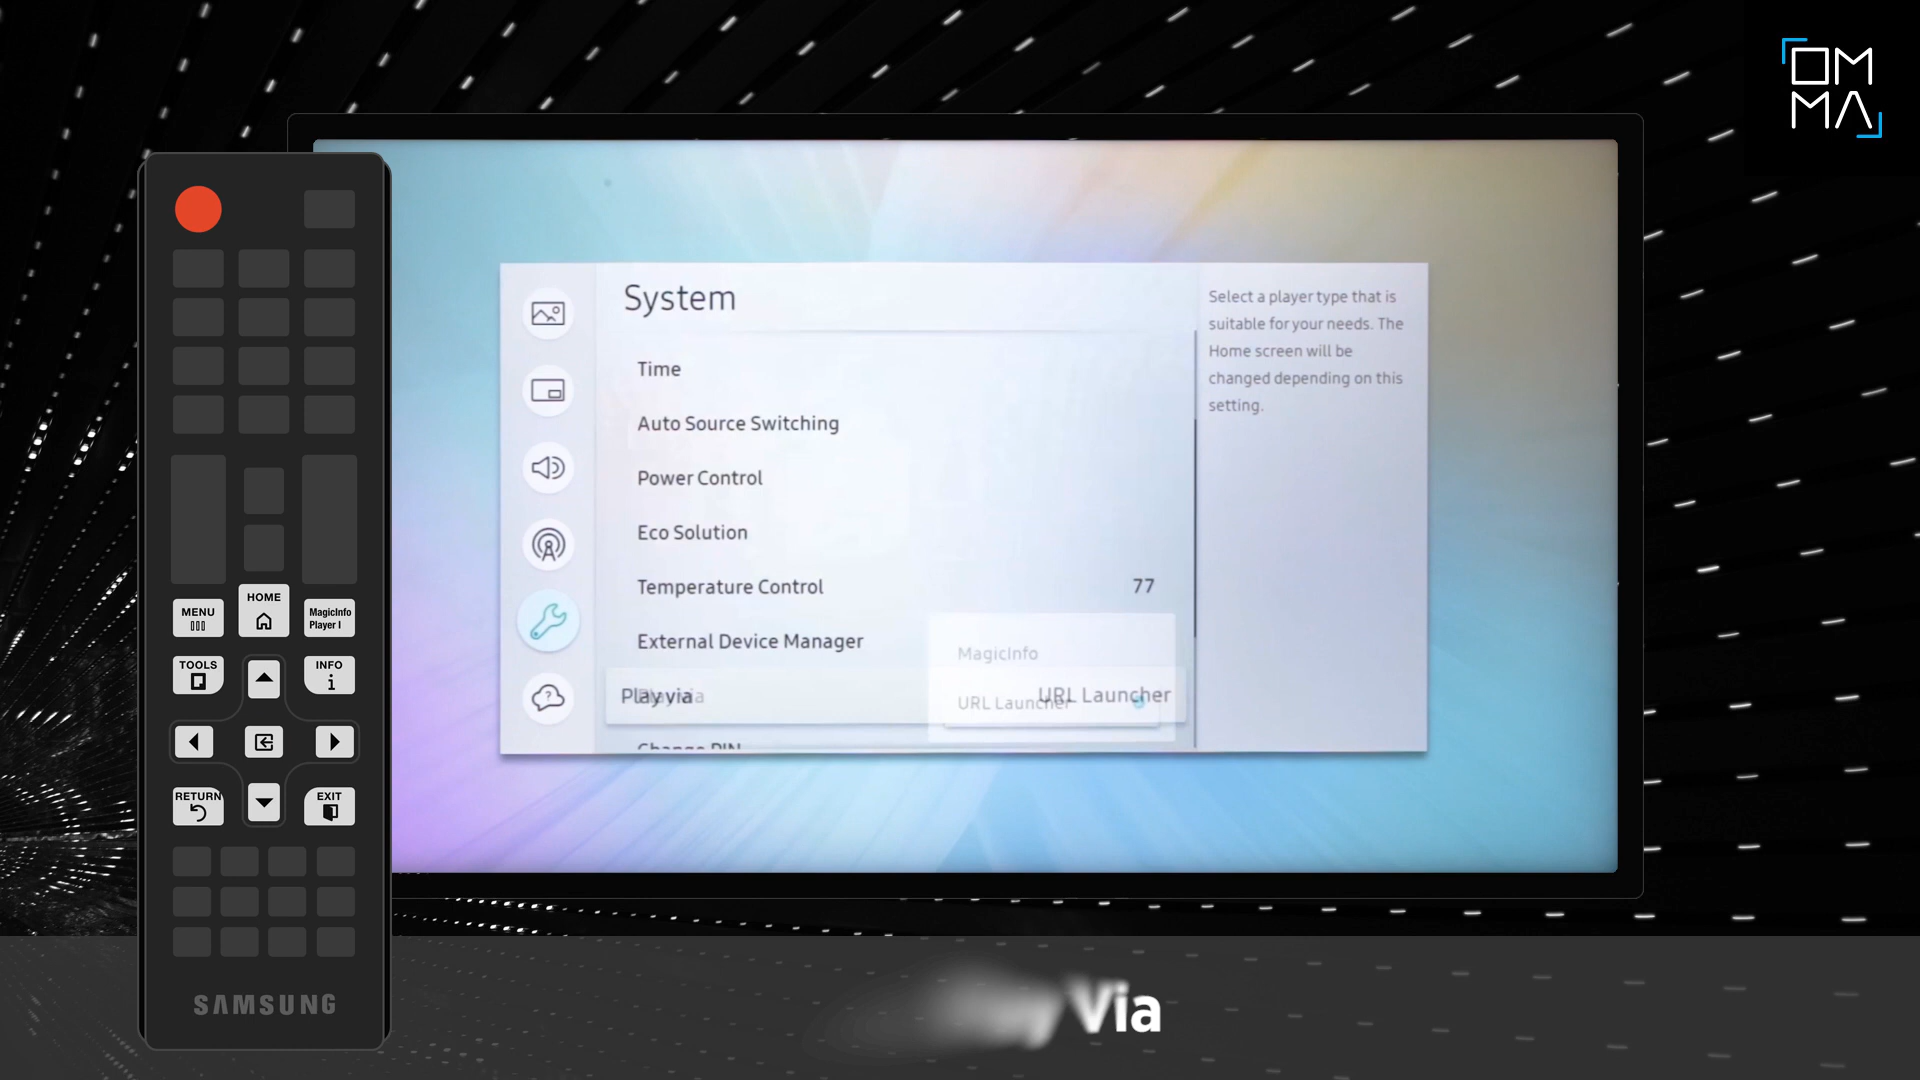 OM
MA
System
Time
Auto Source Switching
Power Control
Eco Solution
Temperature Control 77
External Device Manager
MagicInfo
Play via URL Launcher
URL Launcher
Change PIN
Select a player type that is
suitable for your needs. The
Home screen will be
changed depending on this
setting.
MENU
HOME
MagicInfo
Player I
TOOLS
INFO
i
RETURN
EXIT
SAMSUNG
Via